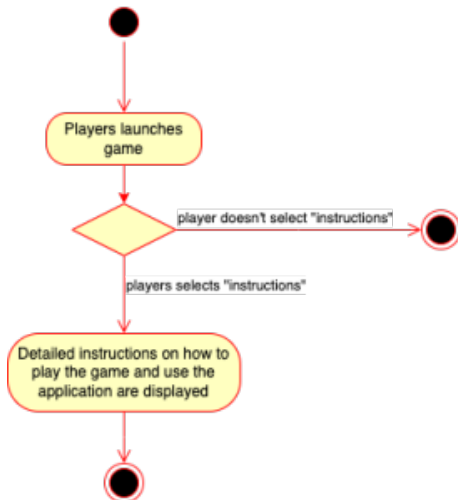 Players launches
game
player doesn't select "instructions"
players selects "instructions"
Detailed instructions on how to
play the game and use the
application are displayed